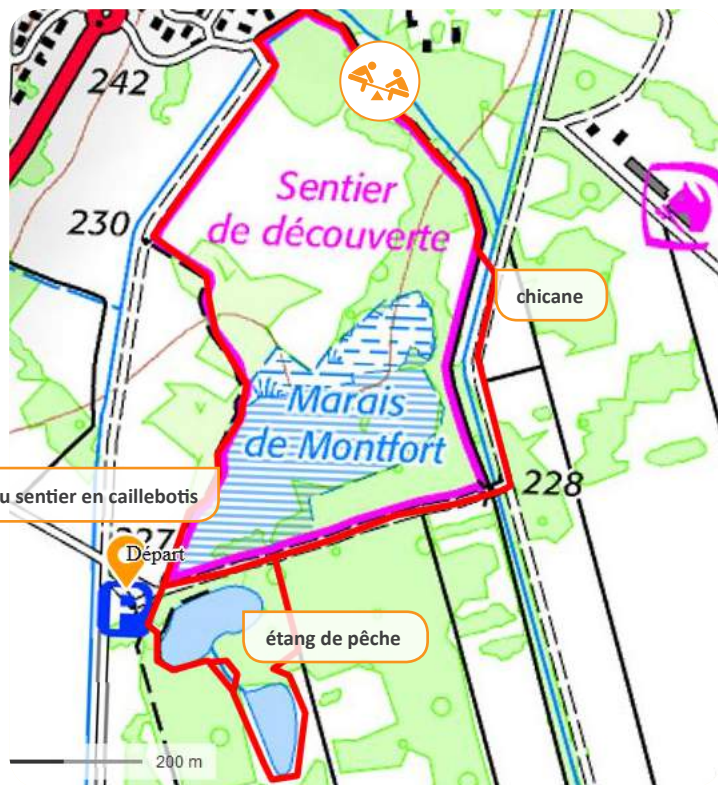 242
Sentier
de découverte
230
chicane
Marais
de Montfort
u sentier en caillebotis
228
227
Départ
P
étang de pêche
200 m